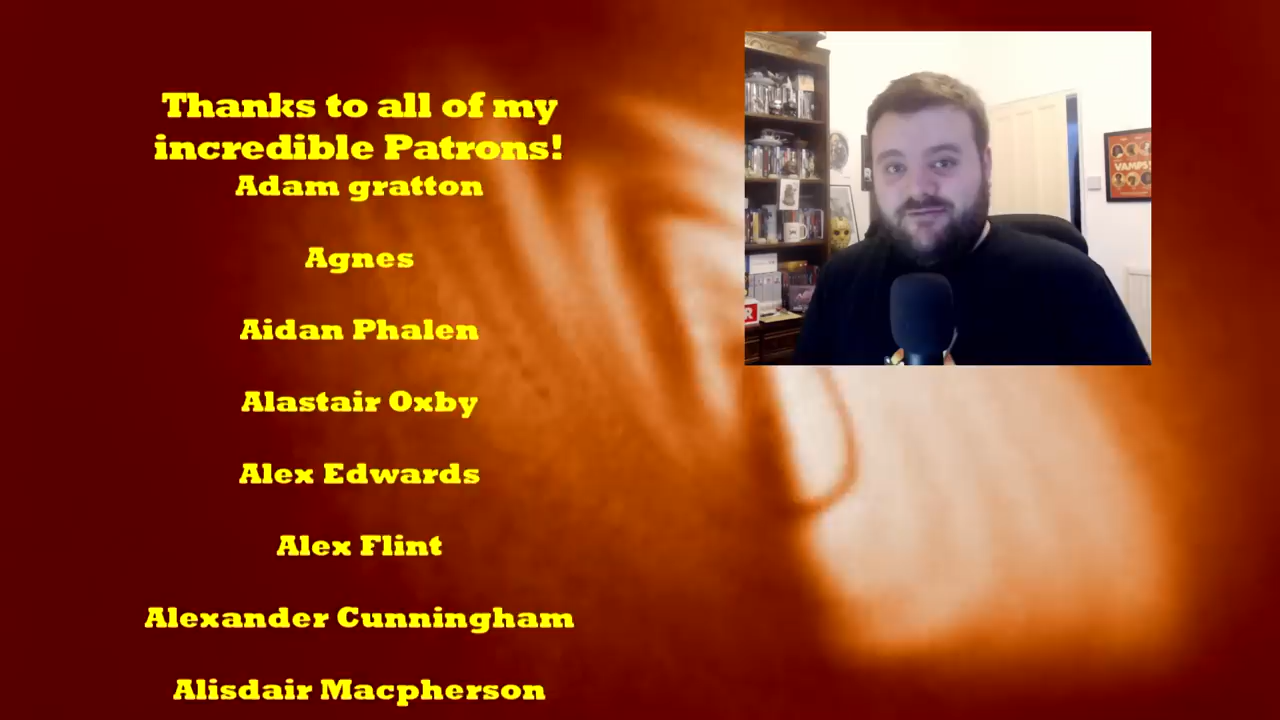 Thanks to all of my
incredible Patrons!
Adam gratton
Agnes
Aidan Phalen
Alastair Oxby
Alex Edwards
Alex Flint
Alexander Cunningham
Alisdair Macpherson
VAMPS
R